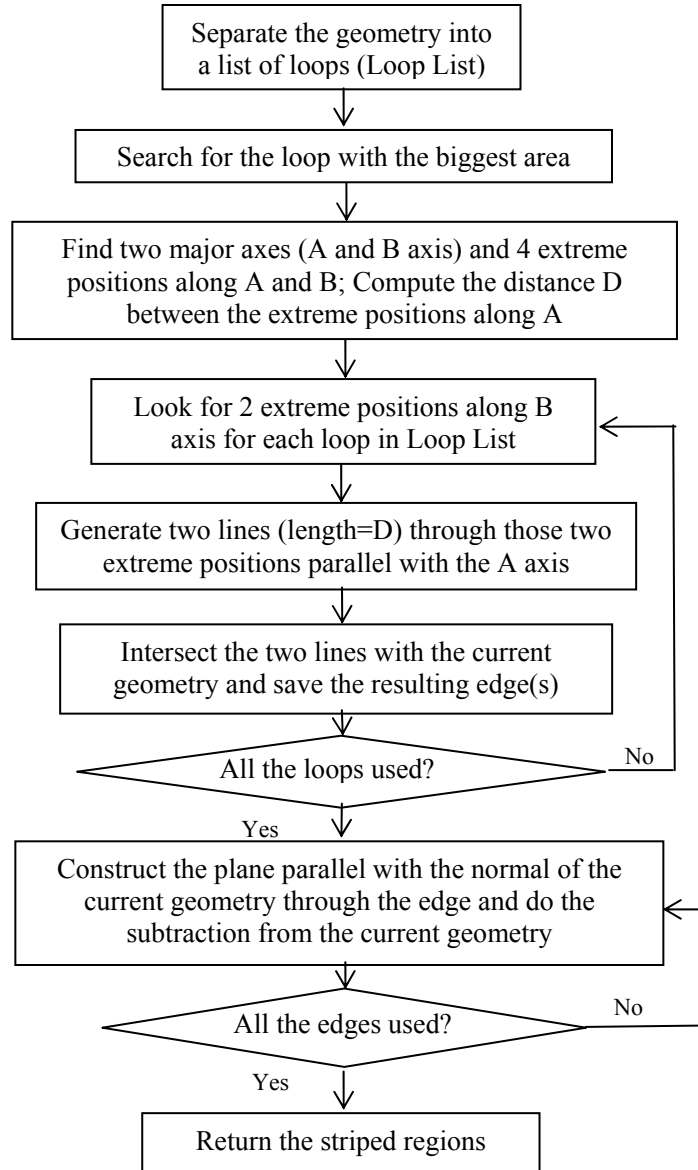 Separate the geometry into
a list of loops (Loop List)
Search for the loop with the biggest area
Find two major axes (A and B axis) and 4 extreme
positions along A and B; Compute the distance D
between the extreme positions along A
Look for 2 extreme positions along B
axis for each loop in Loop List
Generate two lines (length=D) through those two
extreme positions parallel with the A axis
Intersect the two lines with the current
geometry and save the resulting edge(s)
All the loops used?
No
Yes
Construct the plane parallel with the normal of the
current geometry through the edge and do the
subtraction from the current geometry
All the edges used?
No
Yes
Return the striped regions